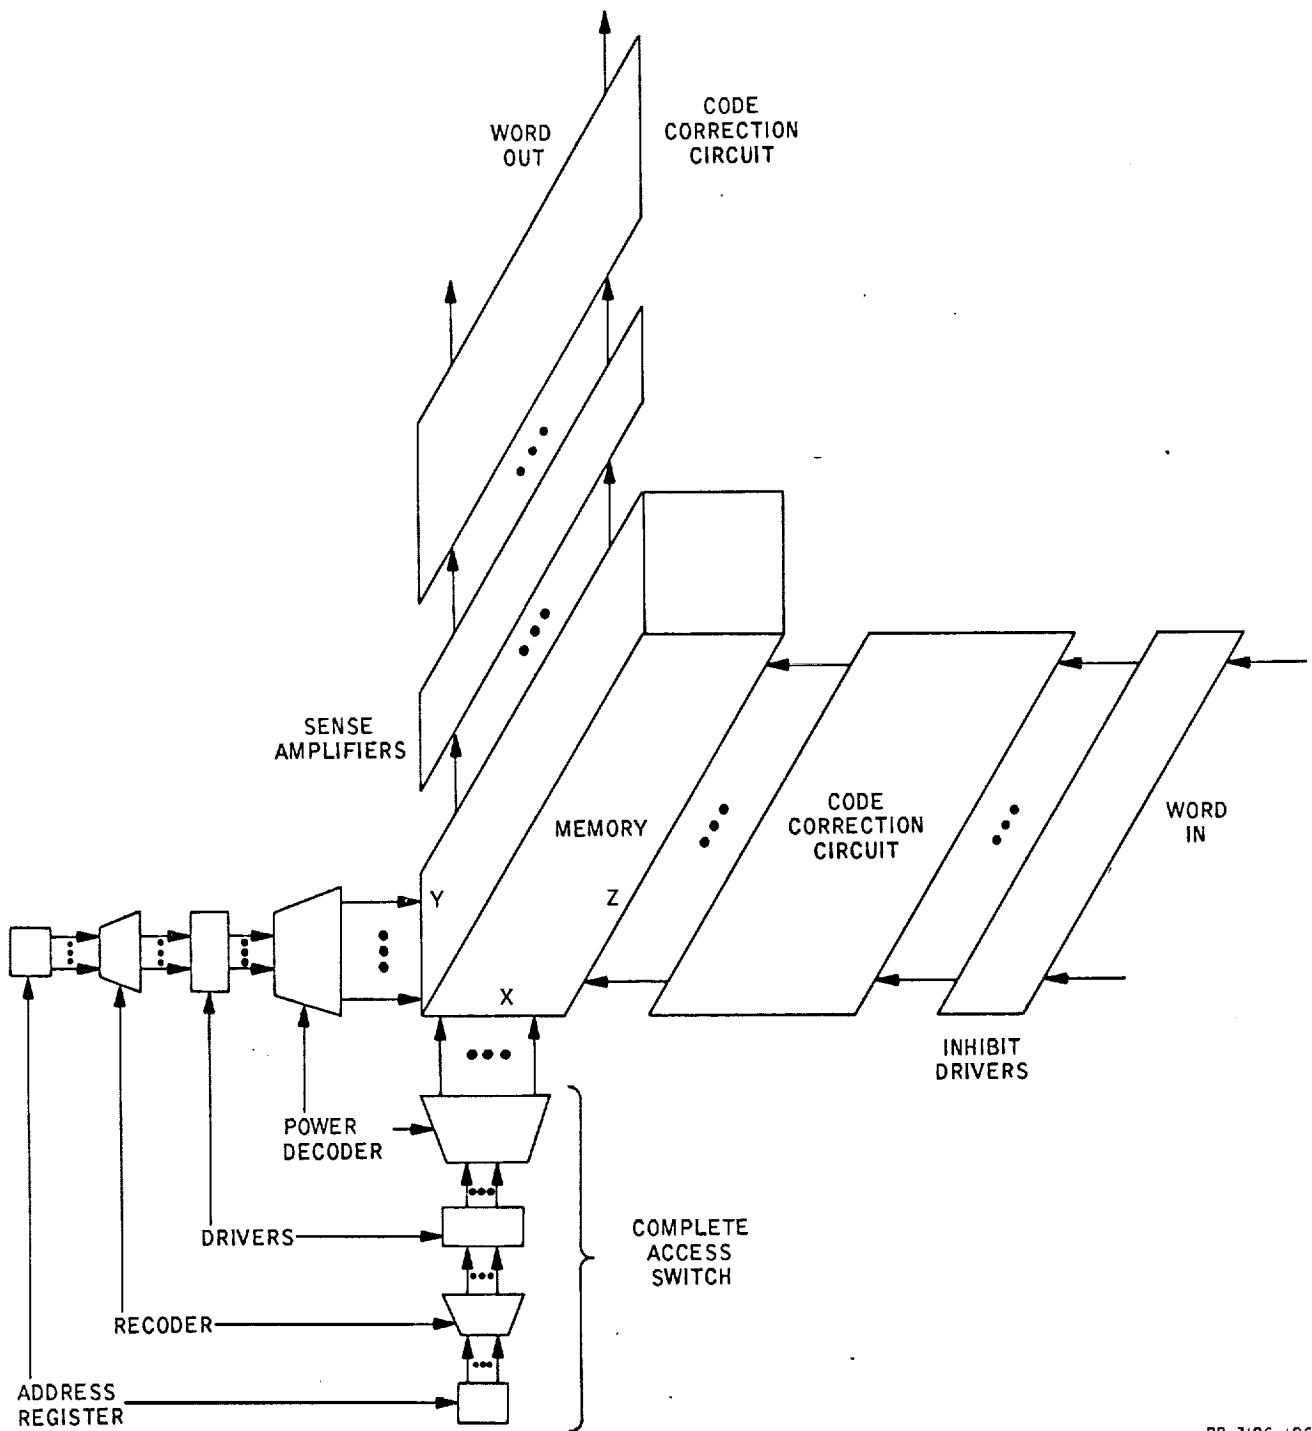 CODE
CORRECTION
CIRCUIT
WORD
OUT
SENSE
AMPLIFIERS
MEMORY
CODE
CORRECTION
CIRCUIT
WORD
IN
Y
Z
X
INHIBIT
DRIVERS
POWER
DECODER
DRIVERS
COMPLETE
ACCESS
SWITCH
RECODER
ADDRESS
REGISTER